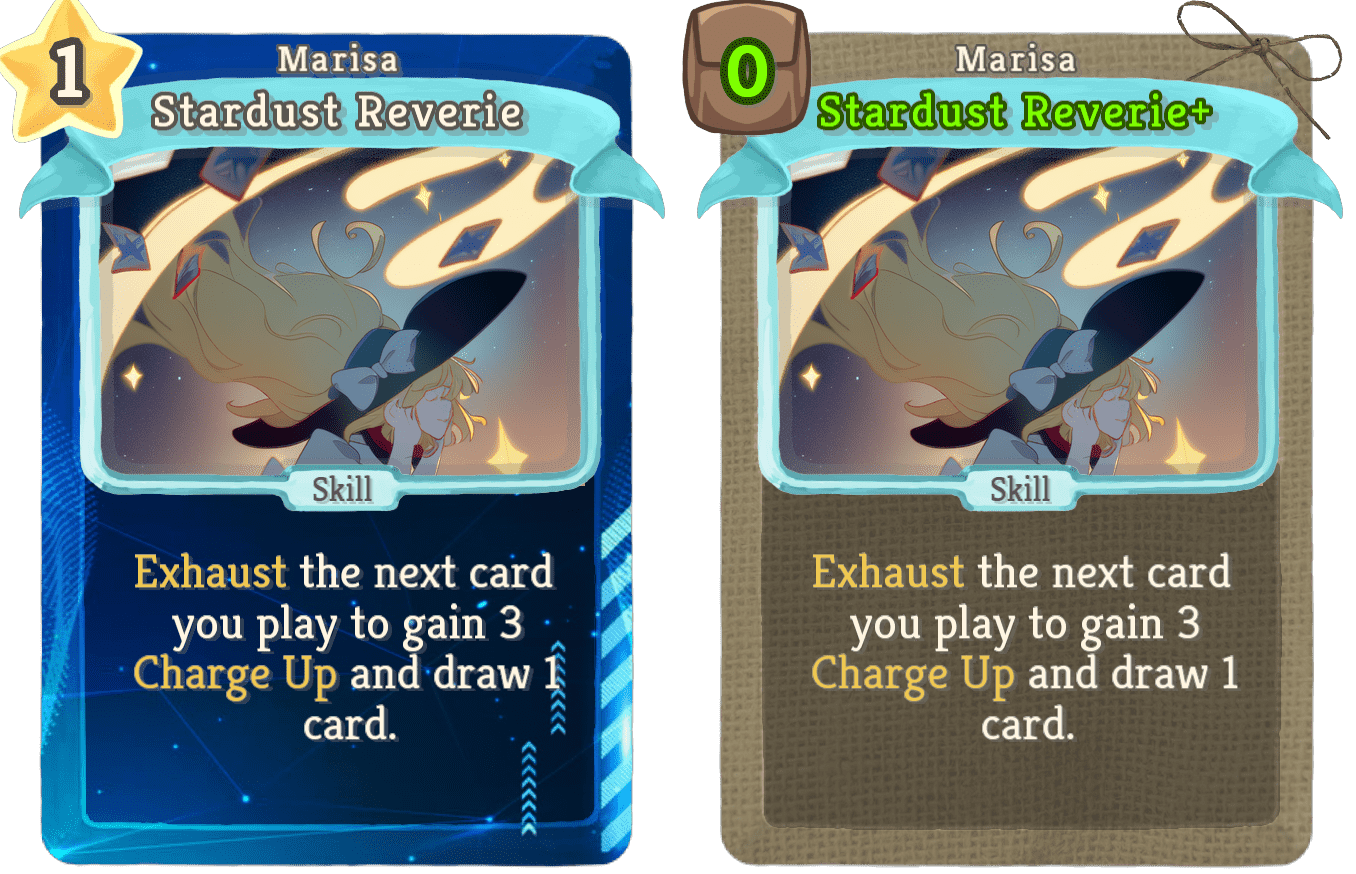 1
Marisa
Stardust Reverie
Skill
Exhaust the next card
you play to gain 3
Charge Up and draw 1
card.
0
Marisa
Stardust Reverie+
Skill
Exhaust the next card
you play to gain 3
Charge Up and draw 1
card.